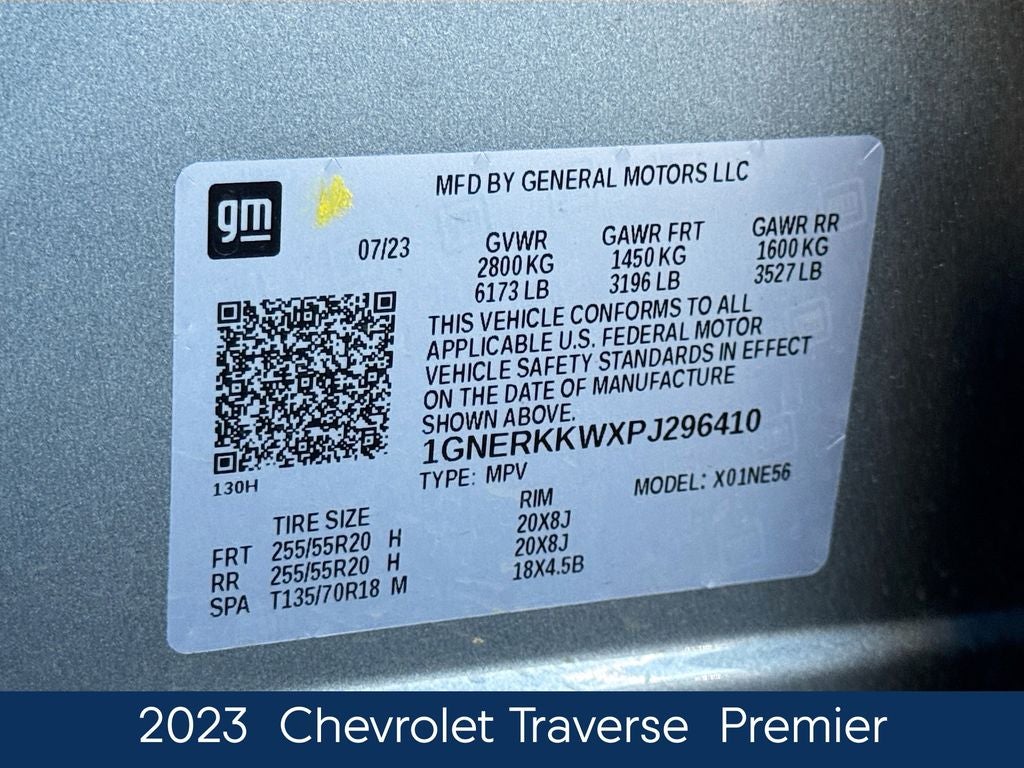 gm
MFD BY GENERAL MOTORS LLC
07/23
GVWR GAWR FRT GAWR RR
2800 KG 1450 KG 1600 KG
6173 LB 3196 LB 3527 LB
THIS VEHICLE CONFORMS TO ALL
APPLICABLE U.S. FEDERAL MOTOR
VEHICLE SAFETY STANDARDS IN EFFECT
ON THE DATE OF MANUFACTURE
SHOWN ABOVE.
1GNERKKWXPJ296410
TYPE: MPV MODEL: X01NE56
130H
TIRE SIZE RIM
FRT 255/55R20 H 20X8J
RR 255/55R20 H 20X8J
SPA T135/70R18 M 18X4.5B
2023 Chevrolet Traverse Premier